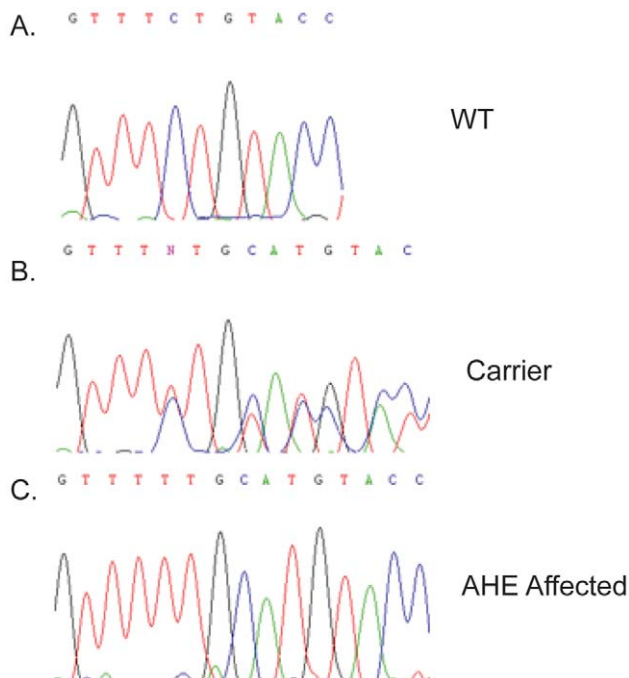 A.
G T T T C T G T A C C
WT
G T T T N T G C A T G T A C
B.
Carrier
G T T T T T G C A T G T A C C
C.
AHE Affected